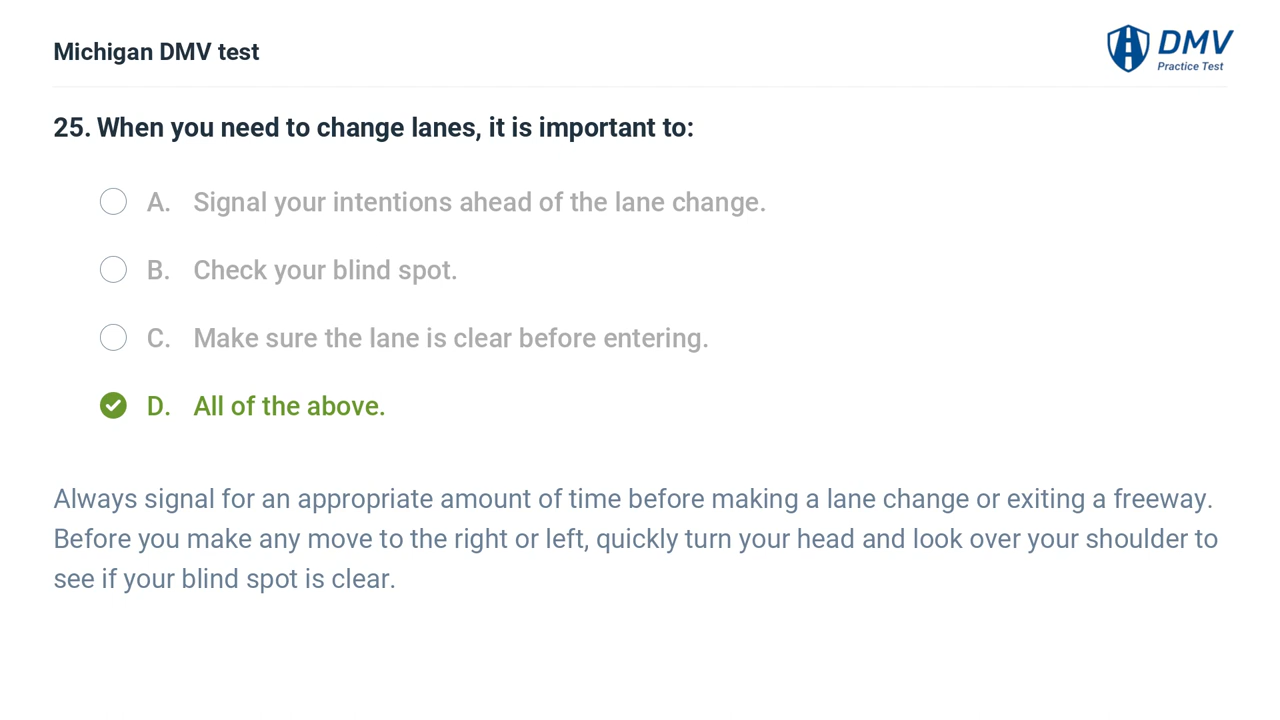 Michigan DMV test
DMV
Practice Test
25. When you need to change lanes, it is important to:
A. Signal your intentions ahead of the lane change.
B. Check your blind spot.
C. Make sure the lane is clear before entering.
D. All of the above.
Always signal for an appropriate amount of time before making a lane change or exiting a freeway.
Before you make any move to the right or left, quickly turn your head and look over your shoulder to
see if your blind spot is clear.